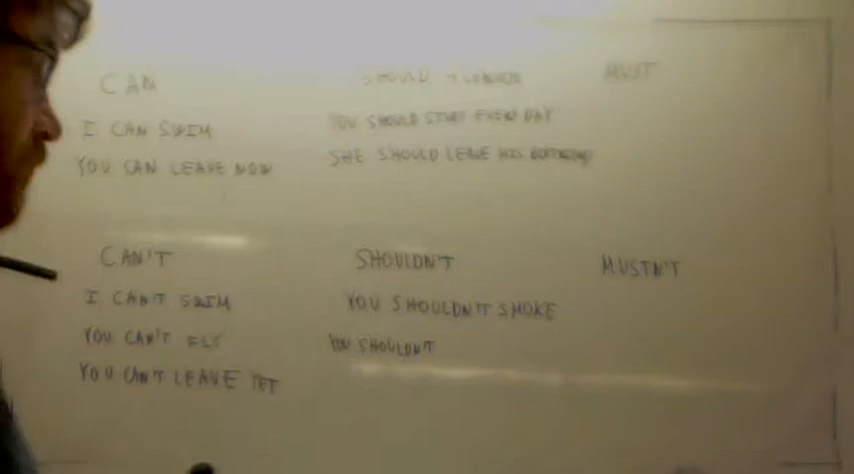 CAN
I CAN SWIM
YOU CAN LEAVE NOW
SHOULD
YOU SHOULD STUDY EVERY DAY
SHE SHOULD LEAVE HIS BOYFRIEND
MUST
CAN'T
I CAN'T SWIM
YOU CAN'T FLY
YOU CAN'T LEAVE YET
SHOULDN'T
YOU SHOULDN'T SMOKE
YOU SHOULDN'T
MUSTN'T